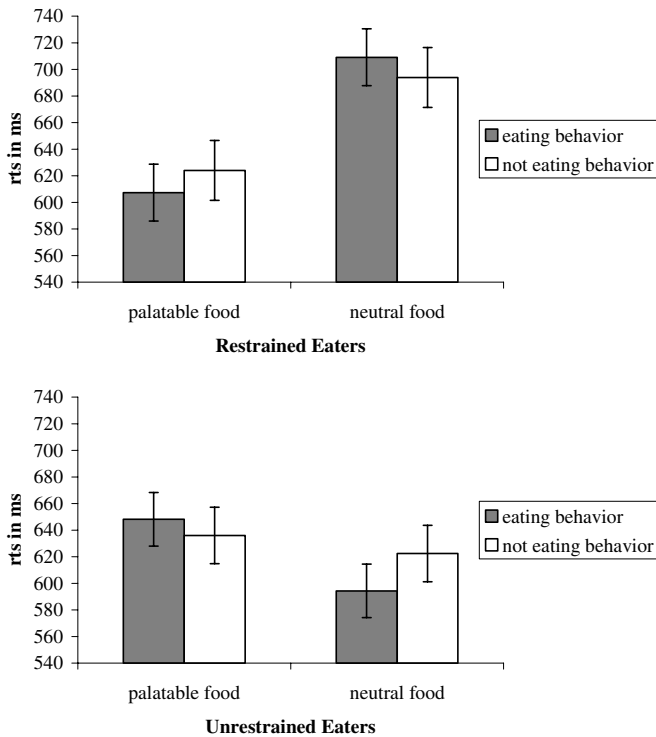 740
720
700
680
660
640
620
600
580
560
540
rts in ms
palatable food
neutral food
Restrained Eaters
eating behavior
not eating behavior
740
720
700
680
660
640
620
600
580
560
540
rts in ms
palatable food
neutral food
Unrestrained Eaters
eating behavior
not eating behavior